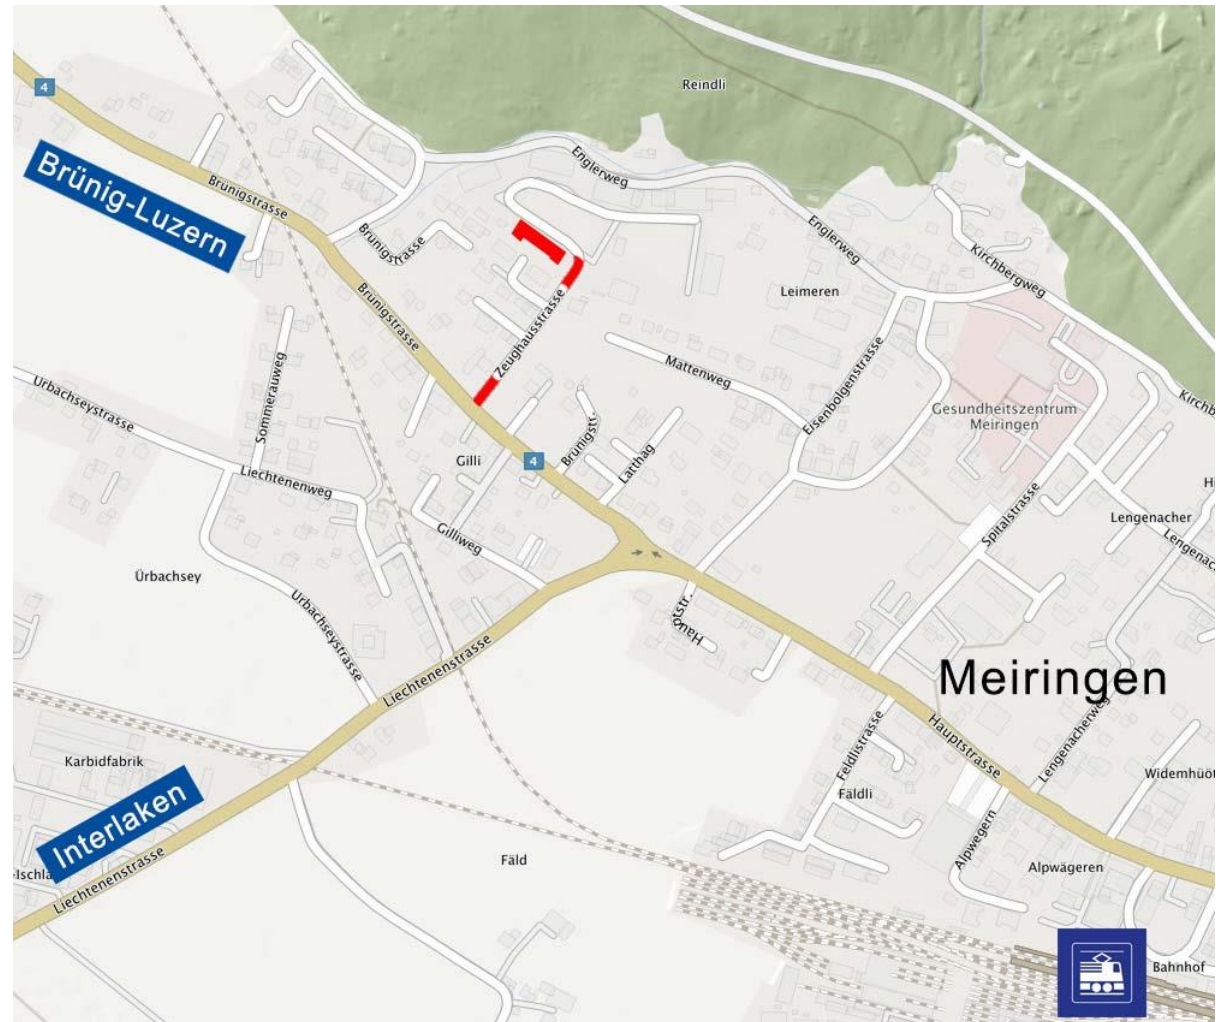 Reindli
4
Brünig-Luzern
Brünigstrasse
Englerweg
Brünigstrasse
Englerweg
Kirchbergweg
Leimeren
Brünigstrasse
Zeughausstrasse
Mattenweg
Eisenbolgenstrasse
Urbachseystrasse
Sommerauweg
Gesundheitszentrum
Meiringen
Gilli
4
Brünigstr.
Latthag
Liechtenenweg
Spitalstrasse
Lengenacher
Gilliweg
Ürbachsey
Urbachseystrasse
Liechtenenstrasse
Meiringen
Hauptstrasse
Lengenacherweg
Feldlistrasse
Karbidfabrik
Interlaken
Fäldli
Fäld
Alpwegern
Alpwägeren
Liechtenenstrasse
Bahnhof